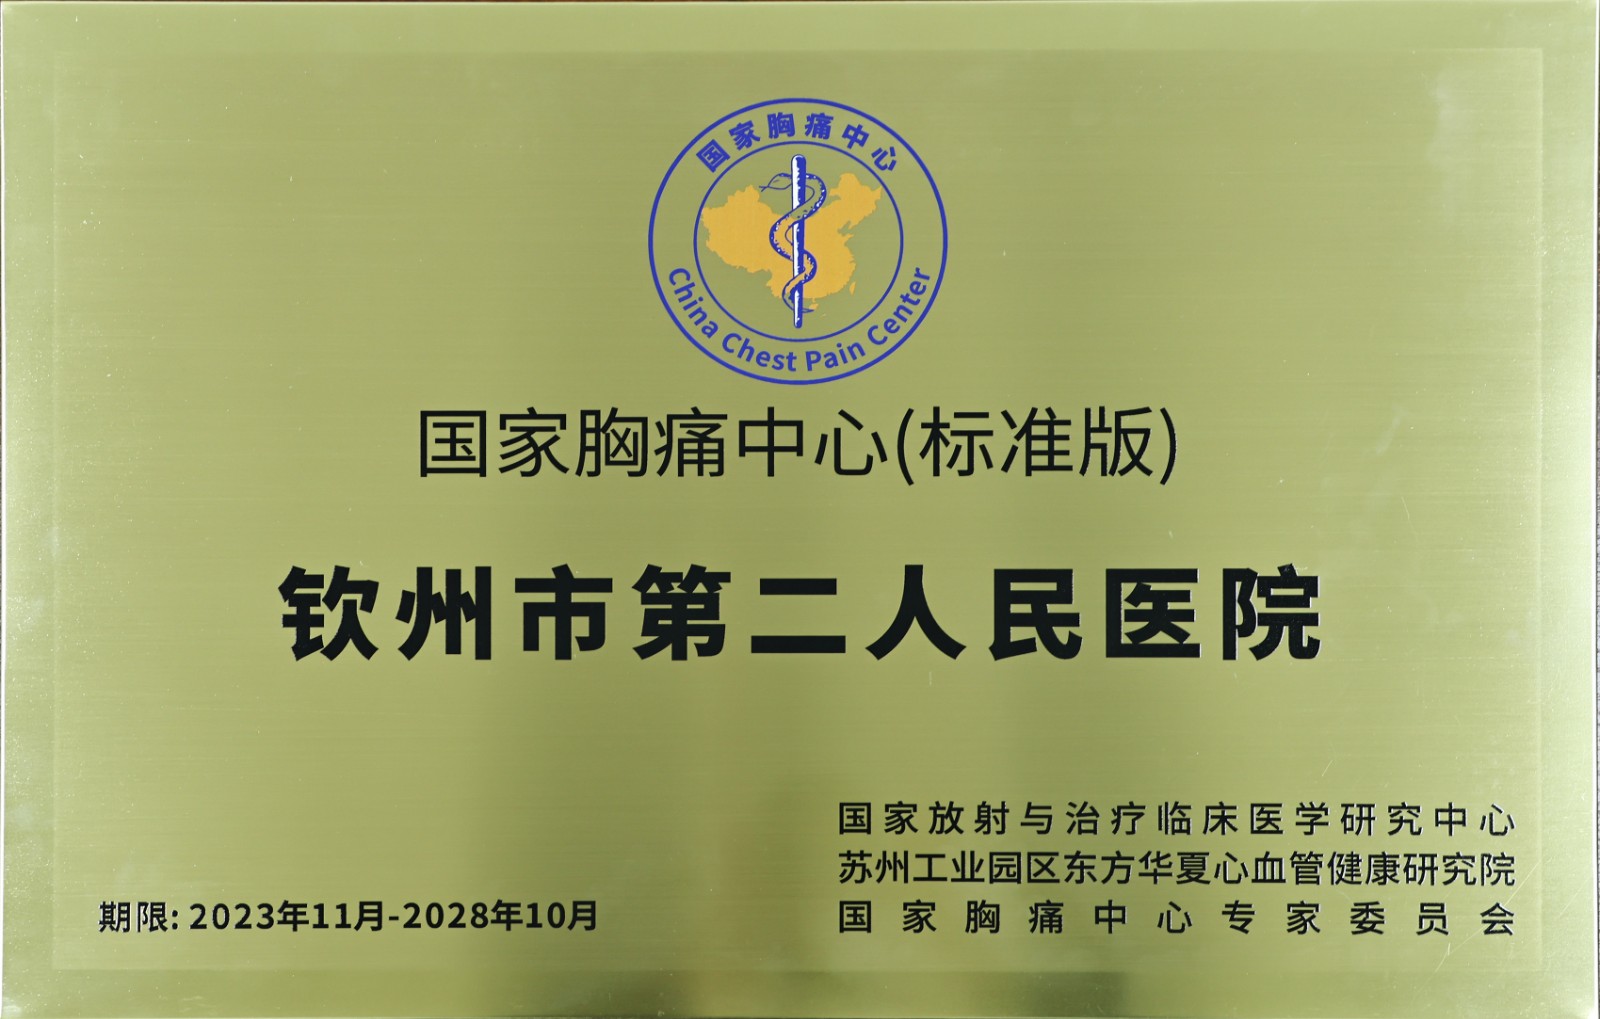 国家胸痛中心
China Chest Pain Center
国家胸痛中心(标准版)
钦州市第二人民医院
国家放射与治疗临床医学研究中心
苏州工业园区东方华夏心血管健康研究院
期限: 2023年11月-2028年10月
国家胸痛中心专家委员会